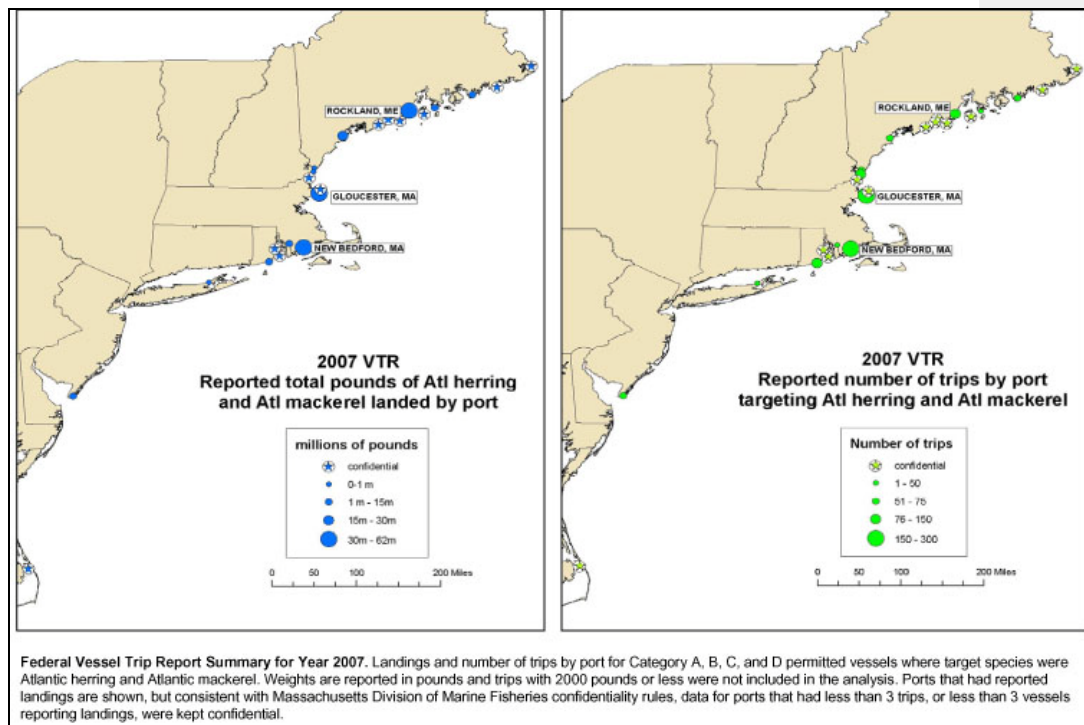 ROCKLAND, ME
GLOUCESTER, MA
NEW BEDFORD, MA
2007 VTR
Reported total pounds of Atl herring
and Atl mackerel landed by port
millions of pounds
confidential
0-1 m
1 m - 15m
15m - 30m
30m - 62m
0 50 100 200 Miles
ROCKLAND, ME
GLOUCESTER, MA
NEW BEDFORD, MA
2007 VTR
Reported number of trips by port
targeting Atl herring and Atl mackerel
Number of trips
confidential
1 - 50
51 - 75
76 - 150
150 - 300
0 50 100 200 Miles
Federal Vessel Trip Report Summary for Year 2007. Landings and number of trips by port for Category A, B, C, and D permitted vessels where target species were
Atlantic herring and Atlantic mackerel. Weights are reported in pounds and trips with 2000 pounds or less were not included in the analysis. Ports that had reported
landings are shown, but consistent with Massachusetts Division of Marine Fisheries confidentiality rules, data for ports that had less than 3 trips, or less than 3 vessels
reporting landings, were kept confidential.